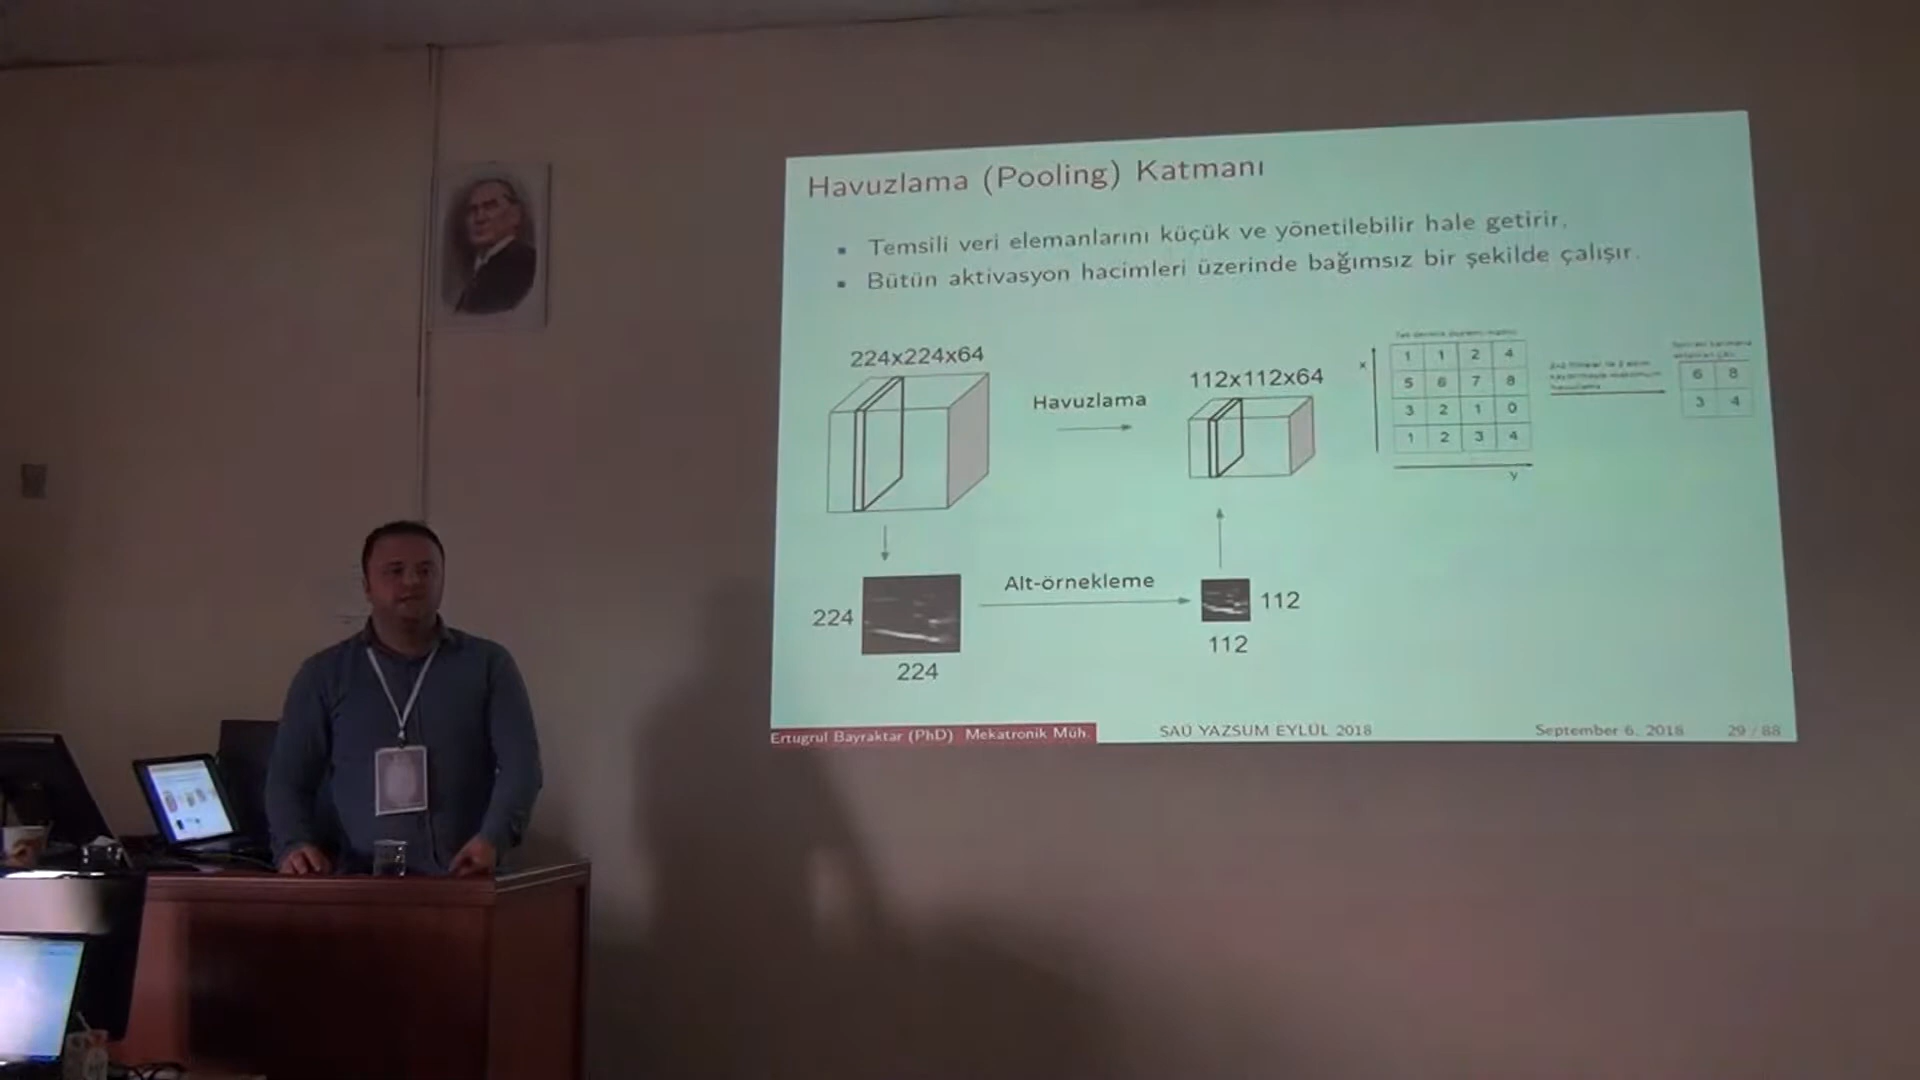 Havuzlama (Pooling) Katmanı
Temsili veri elemanlarını küçük ve yönetilebilir hale getirir,
Bütün aktivasyon hacimleri üzerinde bağımsız bir şekilde çalışır.
224x224x64
Havuzlama
112x112x64
x
1 1 2 4
5 6 7 8
3 2 1 0
1 2 3 4
y
6 8
3 4
224
224
Alt-örnekleme
112
112
Ertugrul Bayraktar (PhD) Mekatronik Müh.
SAÜ YAZSUM EYLÜL 2018
September 6, 2018
29 / 88